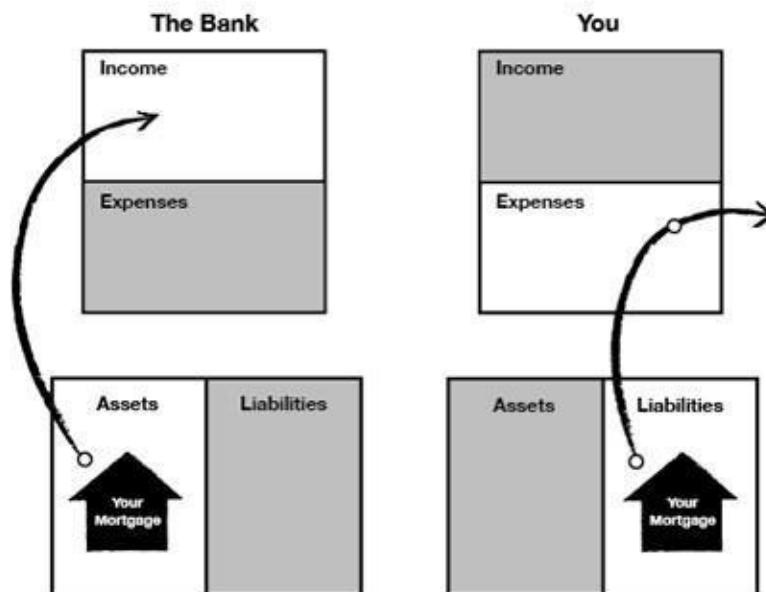 The Bank
Income
Expenses
Assets
Liabilities
Your
Mortgage
You
Income
Expenses
Assets
Liabilities
Your
Mortgage